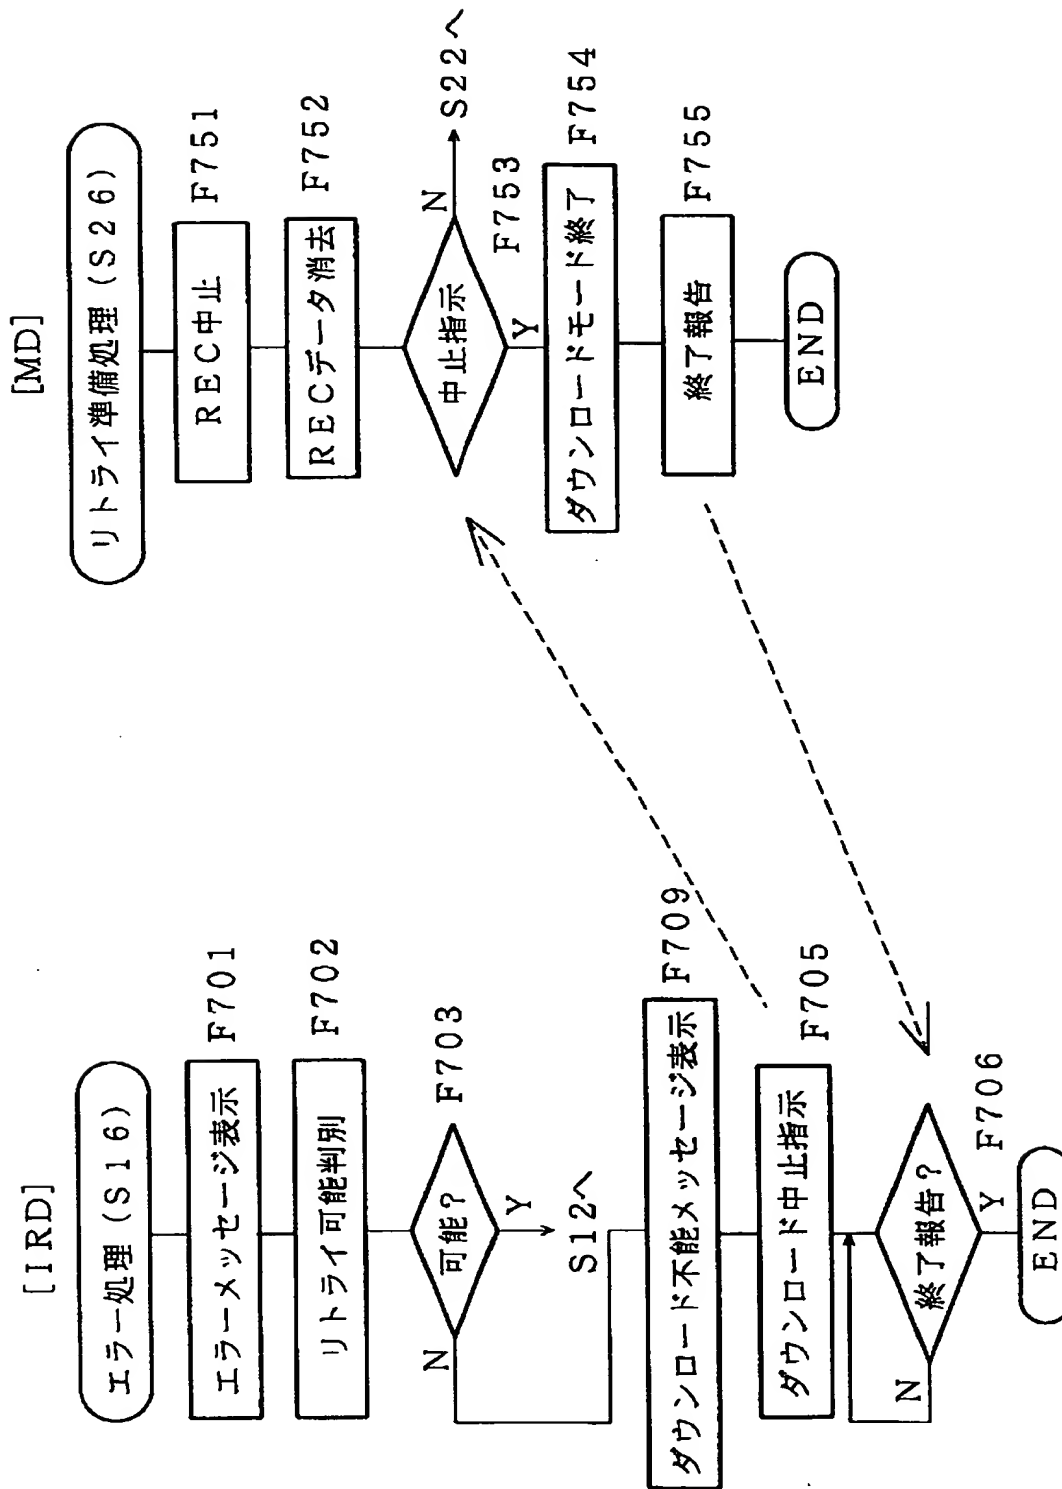 [IRD]
エラー処理(S16)
エラーメッセージ表示
F701
リトライ可能判別
F702
可能?
F703
N
Y
S12へ
ダウンロード不能メッセージ表示
F709
ダウンロード中止指示
F705
終了報告?
F706
N
Y
END
[MD]
リトライ準備処理(S26)
REC中止
F751
RECデータ消去
F752
中止指示
F753
N
S22へ
Y
ダウンロードモード終了
F754
終了報告
F755
END